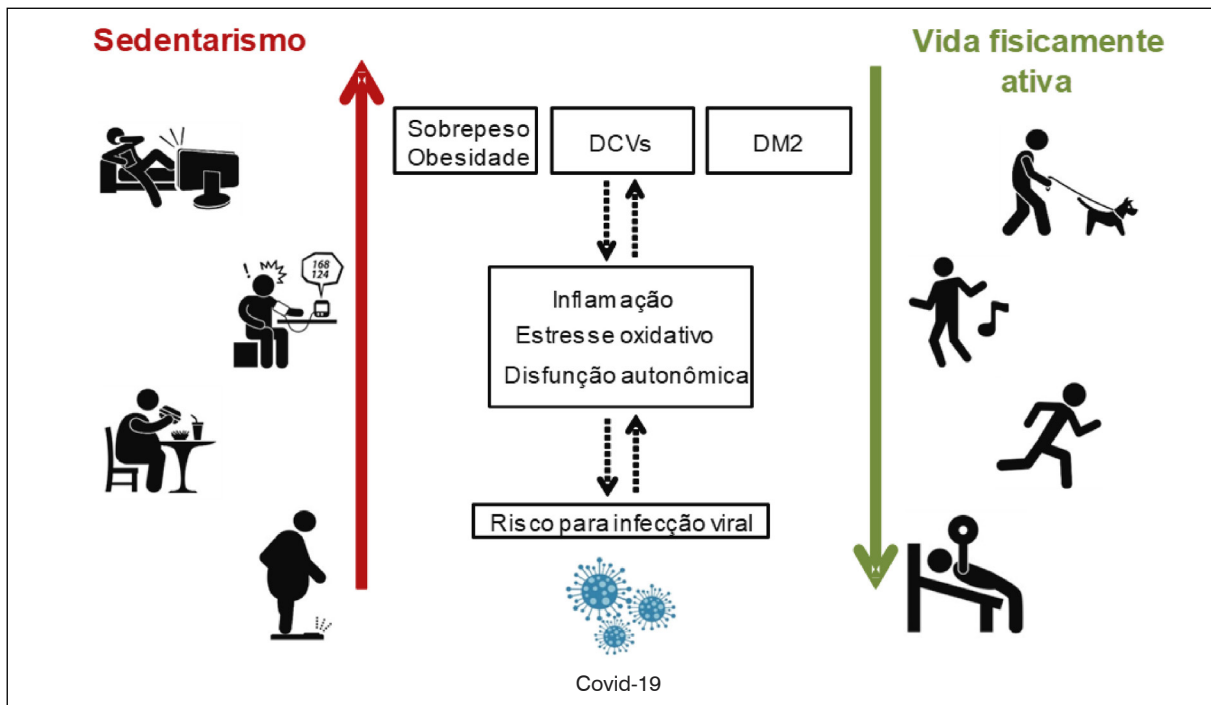 Sedentarismo
Vida fisicamente
ativa
Sobrepeso
Obesidade
DCVs
DM2
168
124
Inflamação
Estresse oxidativo
Disfunção autonômica
Risco para infecção viral
Covid-19